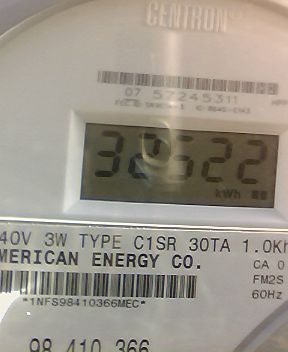 CENTRON®
07 57245311
32522
kWh
40V 3W TYPE C1SR 30TA 1.0Kh
MERICAN ENERGY CO.
CA 0
FM2S
60Hz
*1NFS98410366MEC*
98 410 366